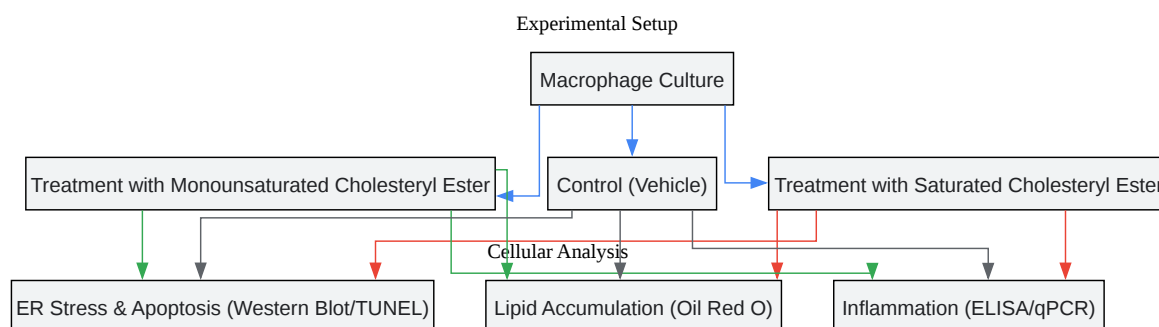 Experimental Setup
Macrophage Culture
Treatment with Monounsaturated Cholesteryl Ester
Control (Vehicle)
Treatment with Saturated Cholesteryl Ester
Cellular Analysis
ER Stress & Apoptosis (Western Blot/TUNEL)
Lipid Accumulation (Oil Red O)
Inflammation (ELISA/qPCR)